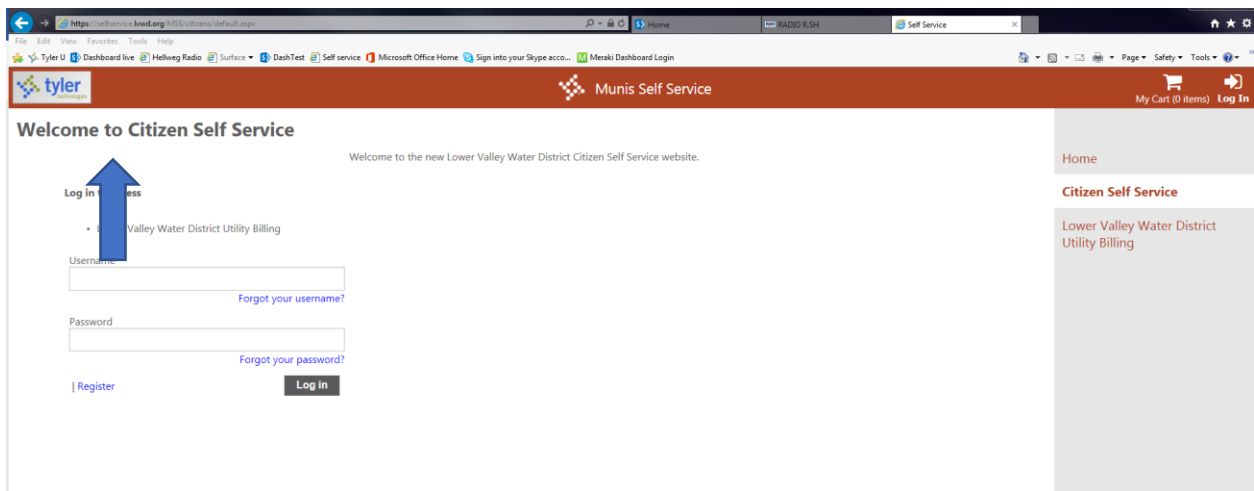 https://selfservice.lvwd.org/MSS/citizens/default.aspx
Home
RADIO R.SH
Self Service
File Edit View Favorites Tools Help
Tyler U Dashboard live Hellweg Radio Surface DashTest Self service Microsoft Office Home Sign into your Skype acco... Meraki Dashboard Login
Page Safety Tools
tyler
technologies
Munis Self Service
My Cart (0 items) Log In
Welcome to Citizen Self Service
Welcome to the new Lower Valley Water District Citizen Self Service website.
Log in
Valley Water District Utility Billing
Username
Forgot your username?
Password
Forgot your password?
| Register
Log in
Home
Citizen Self Service
Lower Valley Water District
Utility Billing